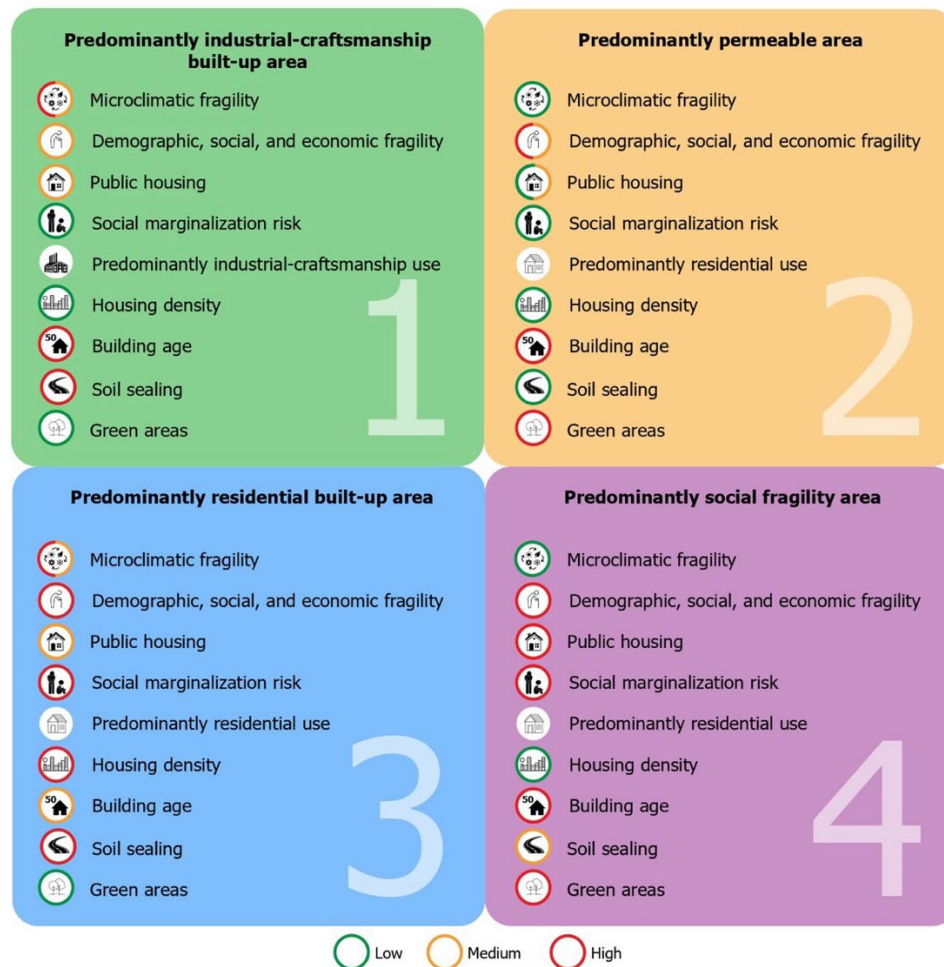 Predominantly industrial-craftsmanship
built-up area
Microclimatic fragility
Demographic, social, and economic fragility
Public housing
Social marginalization risk
Predominantly industrial-craftsmanship use
Housing density
50
Building age
Soil sealing
Green areas
1
Predominantly permeable area
Microclimatic fragility
Demographic, social, and economic fragility
Public housing
Social marginalization risk
Predominantly residential use
Housing density
50
Building age
Soil sealing
Green areas
2
Predominantly residential built-up area
Microclimatic fragility
Demographic, social, and economic fragility
Public housing
Social marginalization risk
Predominantly residential use
Housing density
50
Building age
Soil sealing
Green areas
3
Predominantly social fragility area
Microclimatic fragility
Demographic, social, and economic fragility
Public housing
Social marginalization risk
Predominantly residential use
Housing density
50
Building age
Soil sealing
Green areas
4
Low
Medium
High